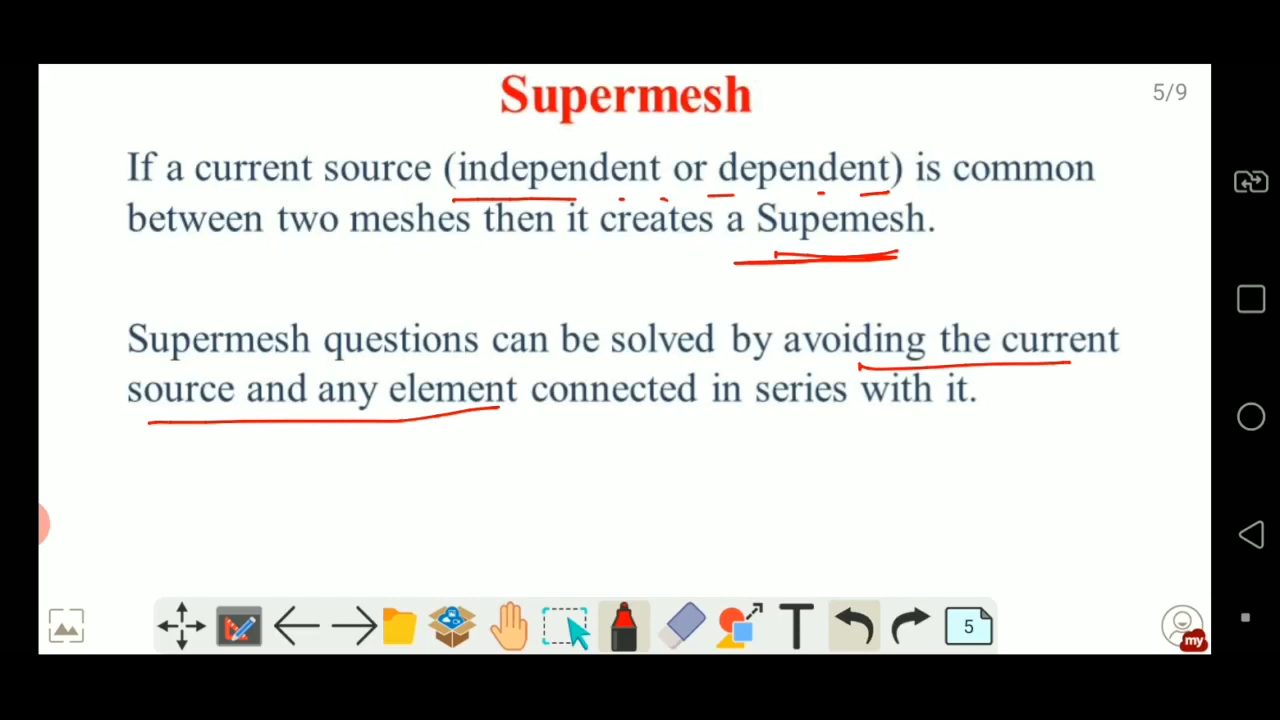 Supermesh
5/9
If a current source (independent or dependent) is common
between two meshes then it creates a Supemesh.
Supermesh questions can be solved by avoiding the current
source and any element connected in series with it.
T
5
my